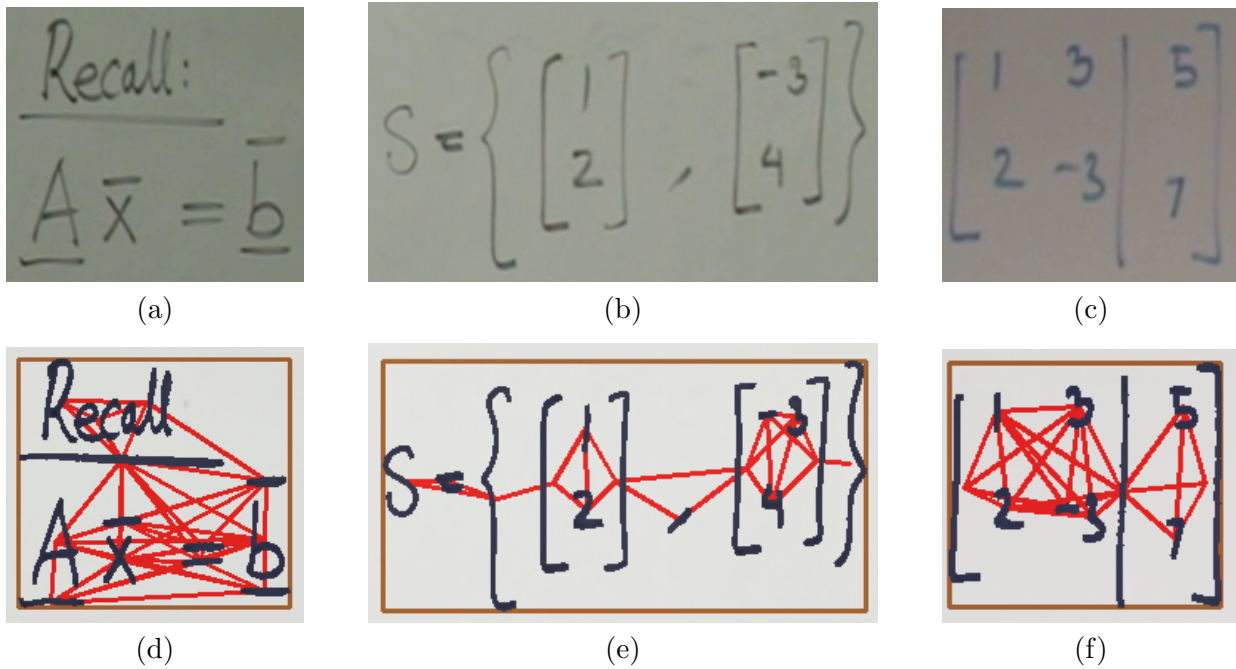 Recall:
A̲ x̅ = b̲̅
(a)
S = { [ 1 2 ] , [ -3 4 ] }
(b)
[ 1 3 | 5
2 -3 | 7 ]
(c)
Recall
A̲ x̅ = b̲̅
(d)
S = { [ 1 2 ] , [ -3 4 ] }
(e)
[ 1 3 | 5
2 -3 | 7 ]
(f)